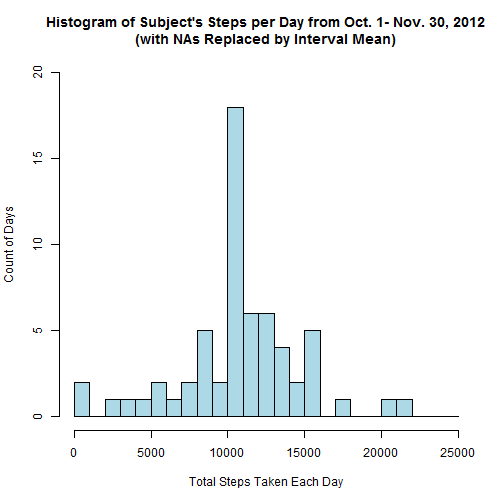 Histogram of Subject's Steps per Day from Oct. 1- Nov. 30, 2012
(with NAs Replaced by Interval Mean)
20
15
10
5
0
Count of Days
0 5000 10000 15000 20000 25000
Total Steps Taken Each Day